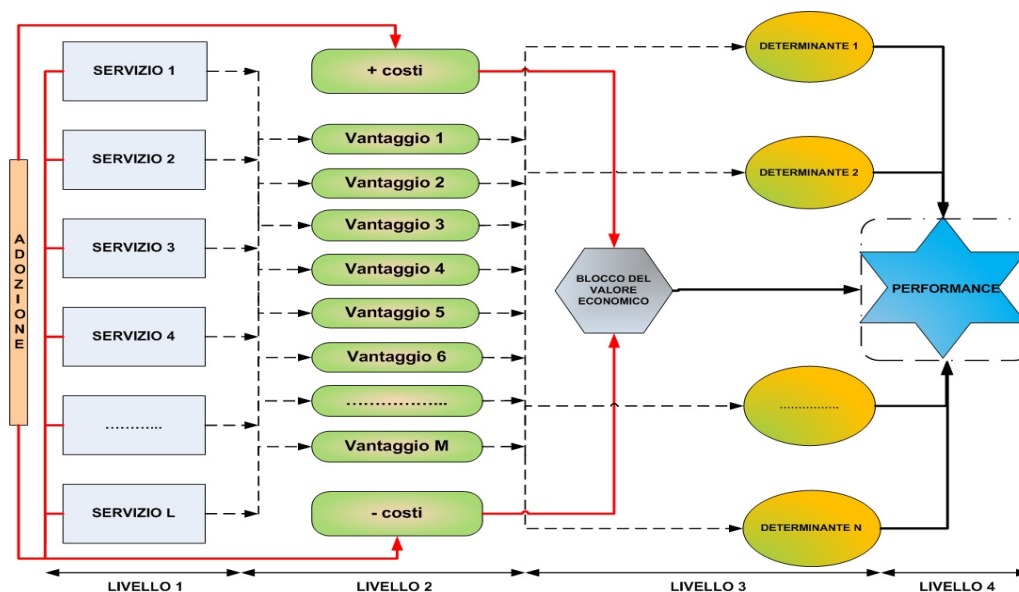 ADOZIONE
SERVIZIO 1
SERVIZIO 2
SERVIZIO 3
SERVIZIO 4
………...
SERVIZIO L
+ costi
Vantaggio 1
Vantaggio 2
Vantaggio 3
Vantaggio 4
Vantaggio 5
Vantaggio 6
……………...
Vantaggio M
- costi
BLOCCO DEL
VALORE
ECONOMICO
DETERMINANTE 1
DETERMINANTE 2
................
DETERMINANTE N
PERFORMANCE
LIVELLO 1
LIVELLO 2
LIVELLO 3
LIVELLO 4